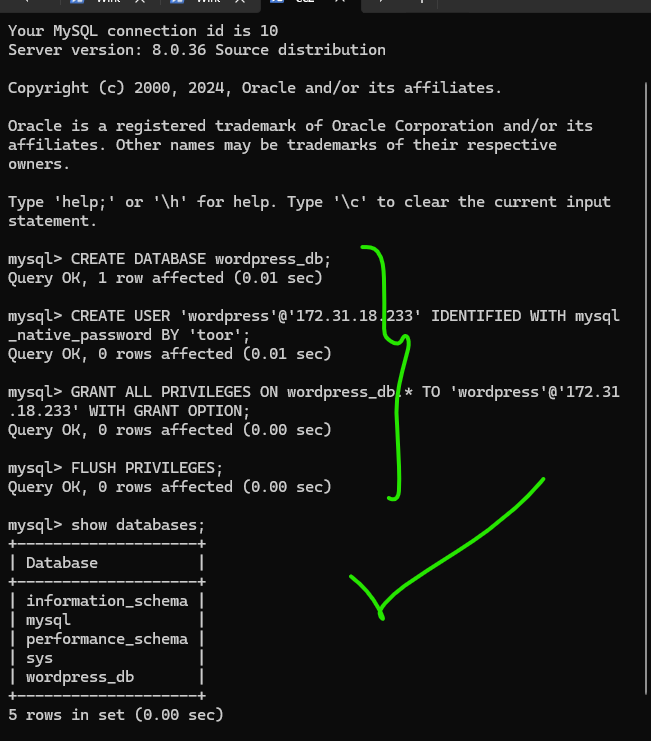 Your MySQL connection id is 10
Server version: 8.0.36 Source distribution
Copyright (c) 2000, 2024, Oracle and/or its affiliates.
Oracle is a registered trademark of Oracle Corporation and/or its
affiliates. Other names may be trademarks of their respective
owners.
Type 'help;' or '\h' for help. Type '\c' to clear the current input
statement.
mysql> CREATE DATABASE wordpress_db;
Query OK, 1 row affected (0.01 sec)
mysql> CREATE USER 'wordpress'@'172.31.18.233' IDENTIFIED WITH mysql
_native_password BY 'toor';
Query OK, 0 rows affected (0.01 sec)
mysql> GRANT ALL PRIVILEGES ON wordpress_db.* TO 'wordpress'@'172.31
.18.233' WITH GRANT OPTION;
Query OK, 0 rows affected (0.00 sec)
mysql> FLUSH PRIVILEGES;
Query OK, 0 rows affected (0.00 sec)
mysql> show databases;
+--------------------+
| Database           |
+--------------------+
| information_schema |
| mysql              |
| performance_schema |
| sys                |
| wordpress_db       |
+--------------------+
5 rows in set (0.00 sec)